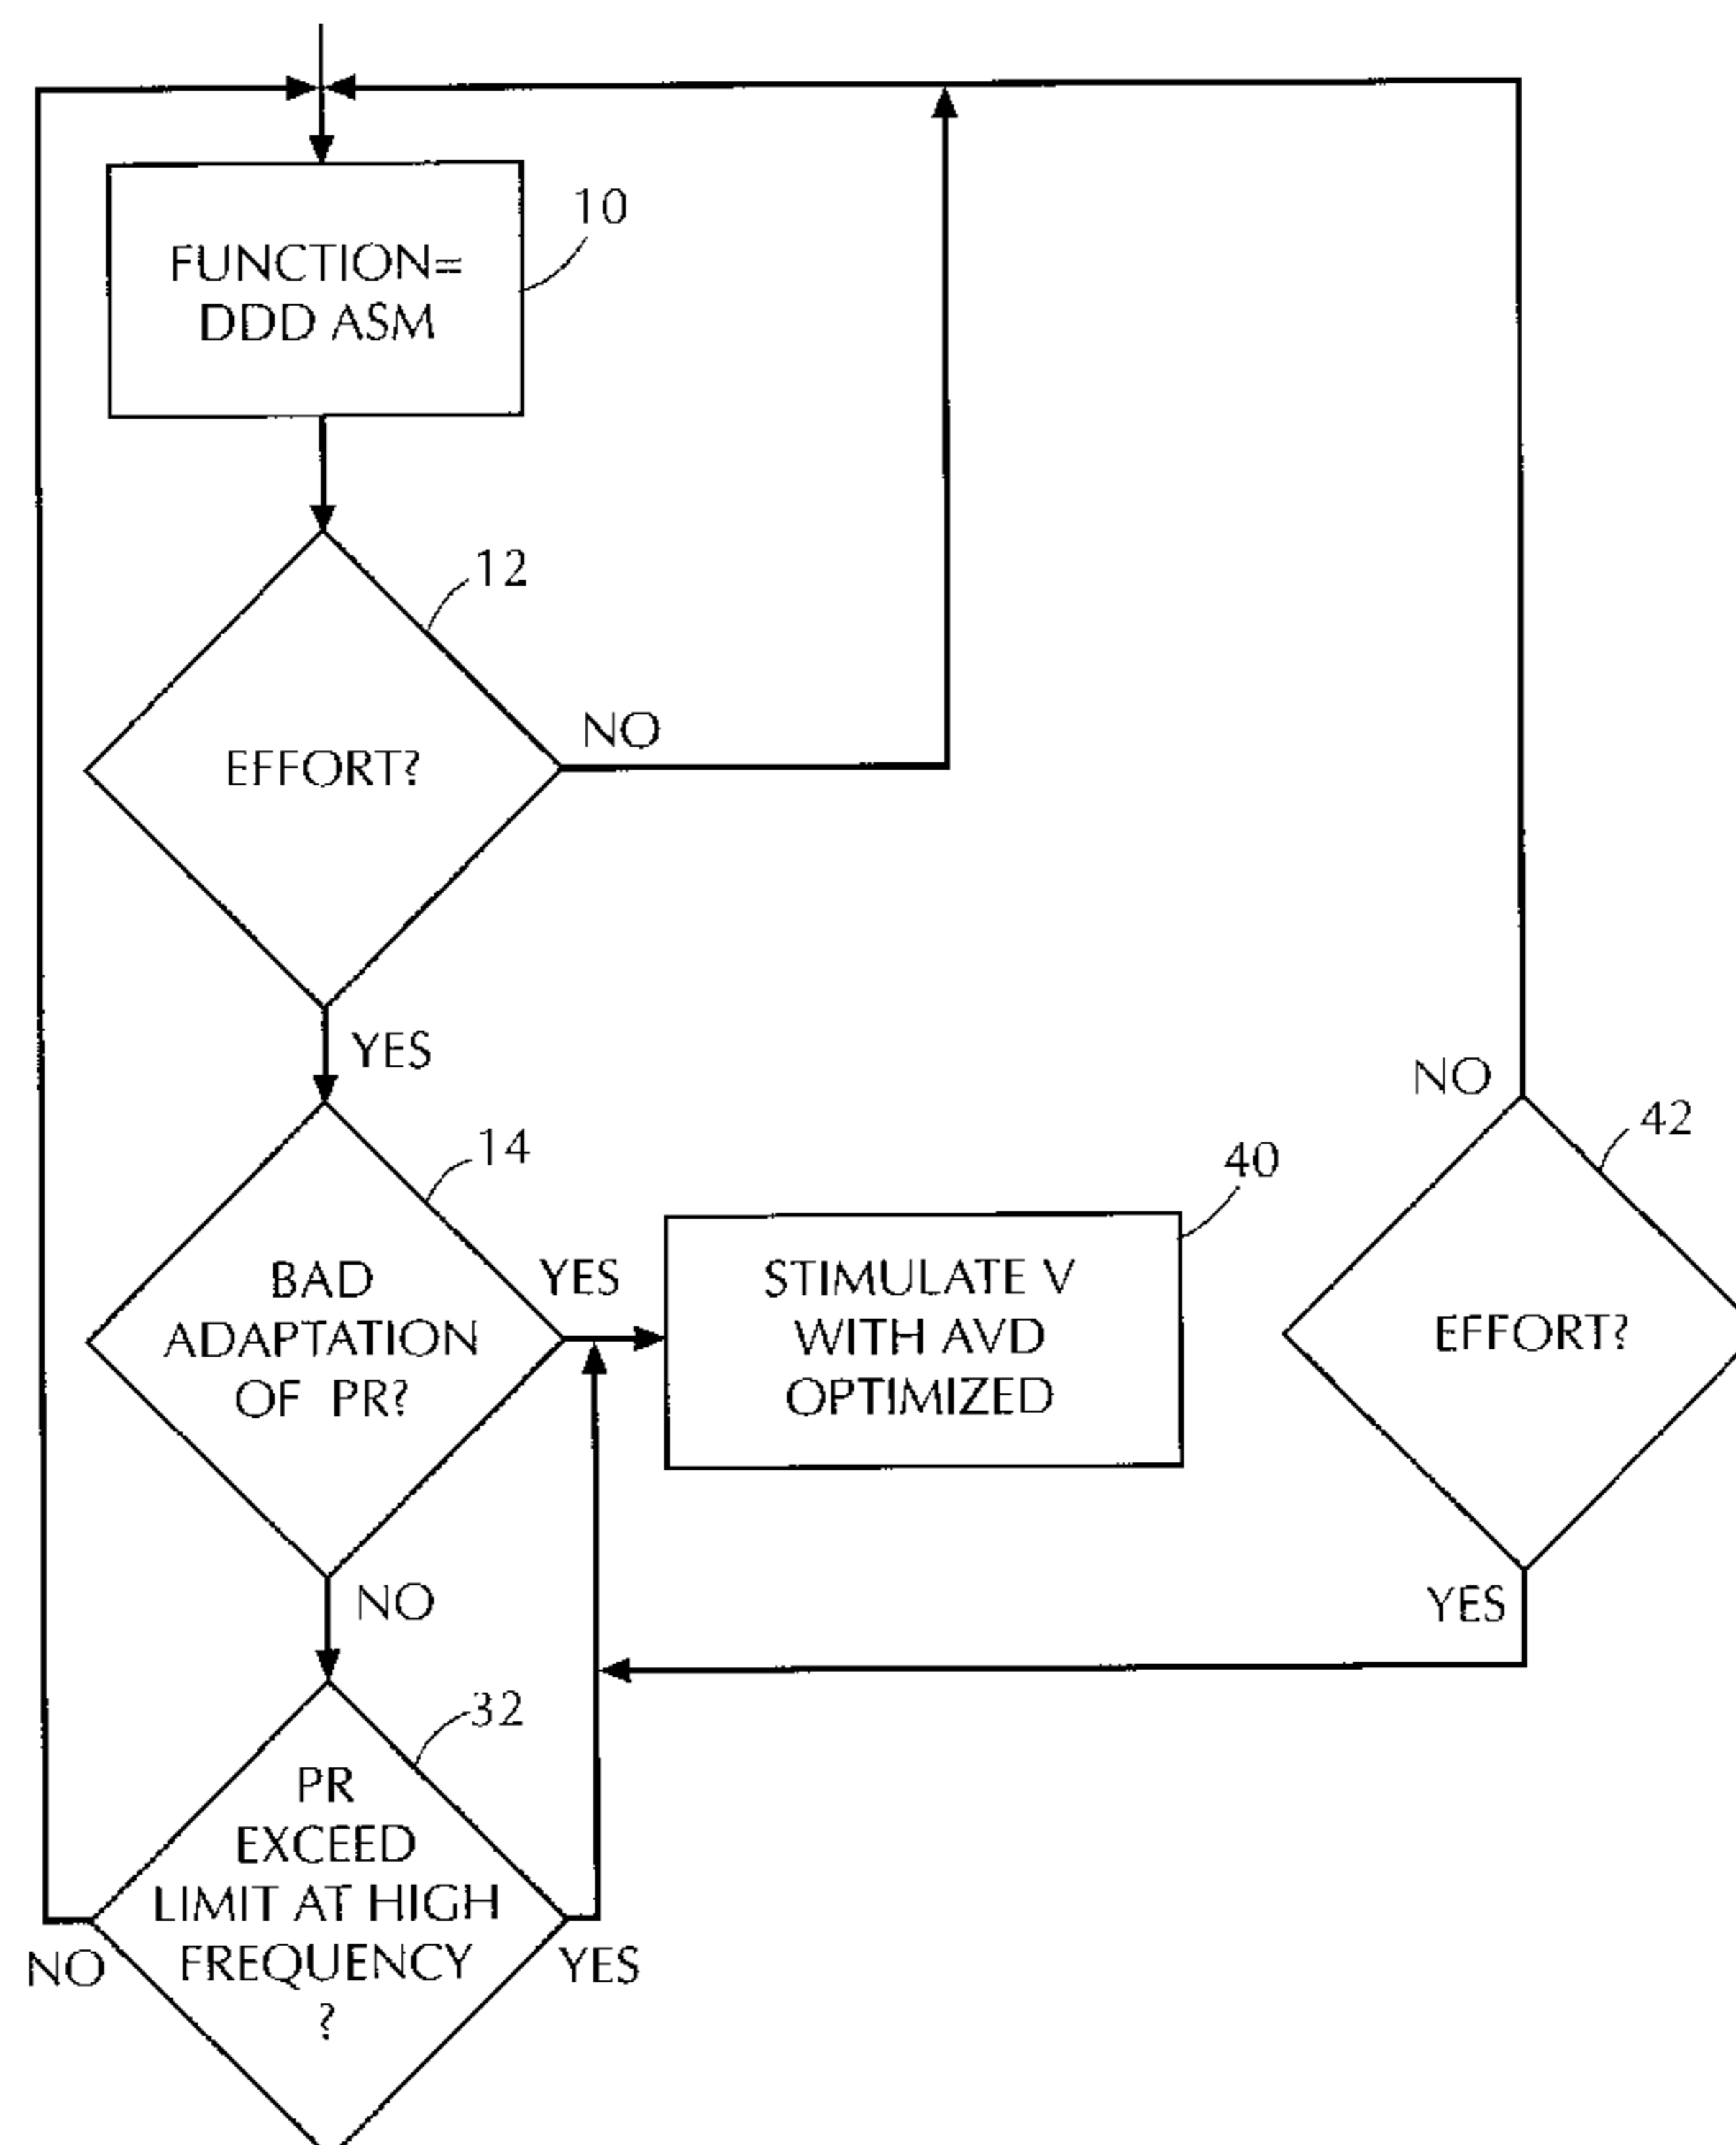 10
FUNCTION=
DDD ASM
12
EFFORT?
NO
YES
14
BAD
ADAPTATION
OF PR?
YES
NO
40
STIMULATE V
WITH AVD
OPTIMIZED
NO
42
EFFORT?
YES
32
PR
EXCEED
LIMIT AT HIGH
FREQUENCY
?
NO
YES